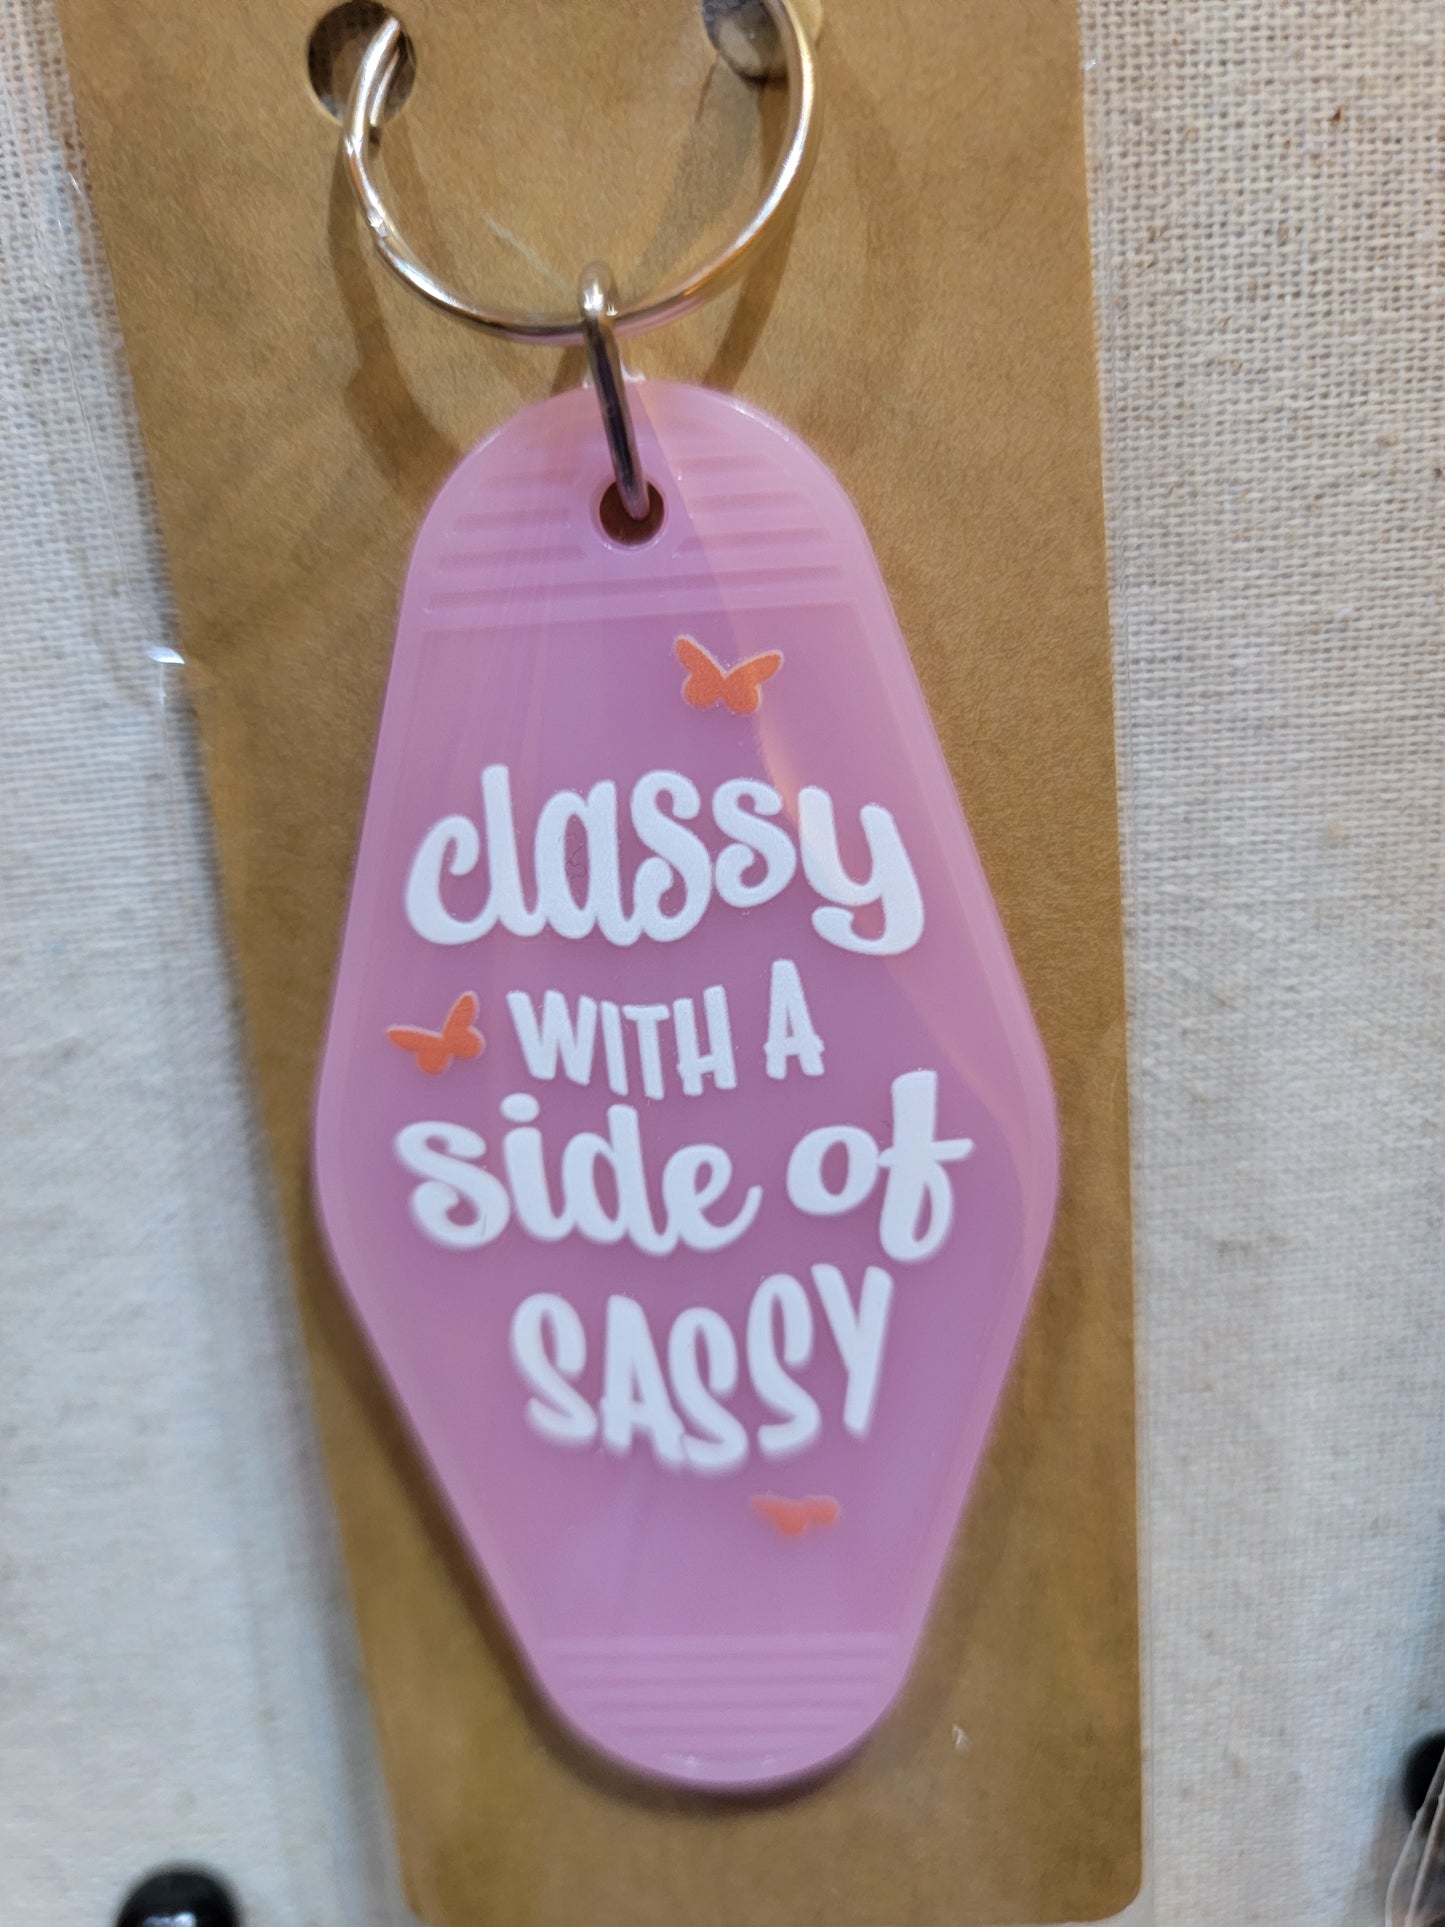 classy
WITH A
side of
SASSY